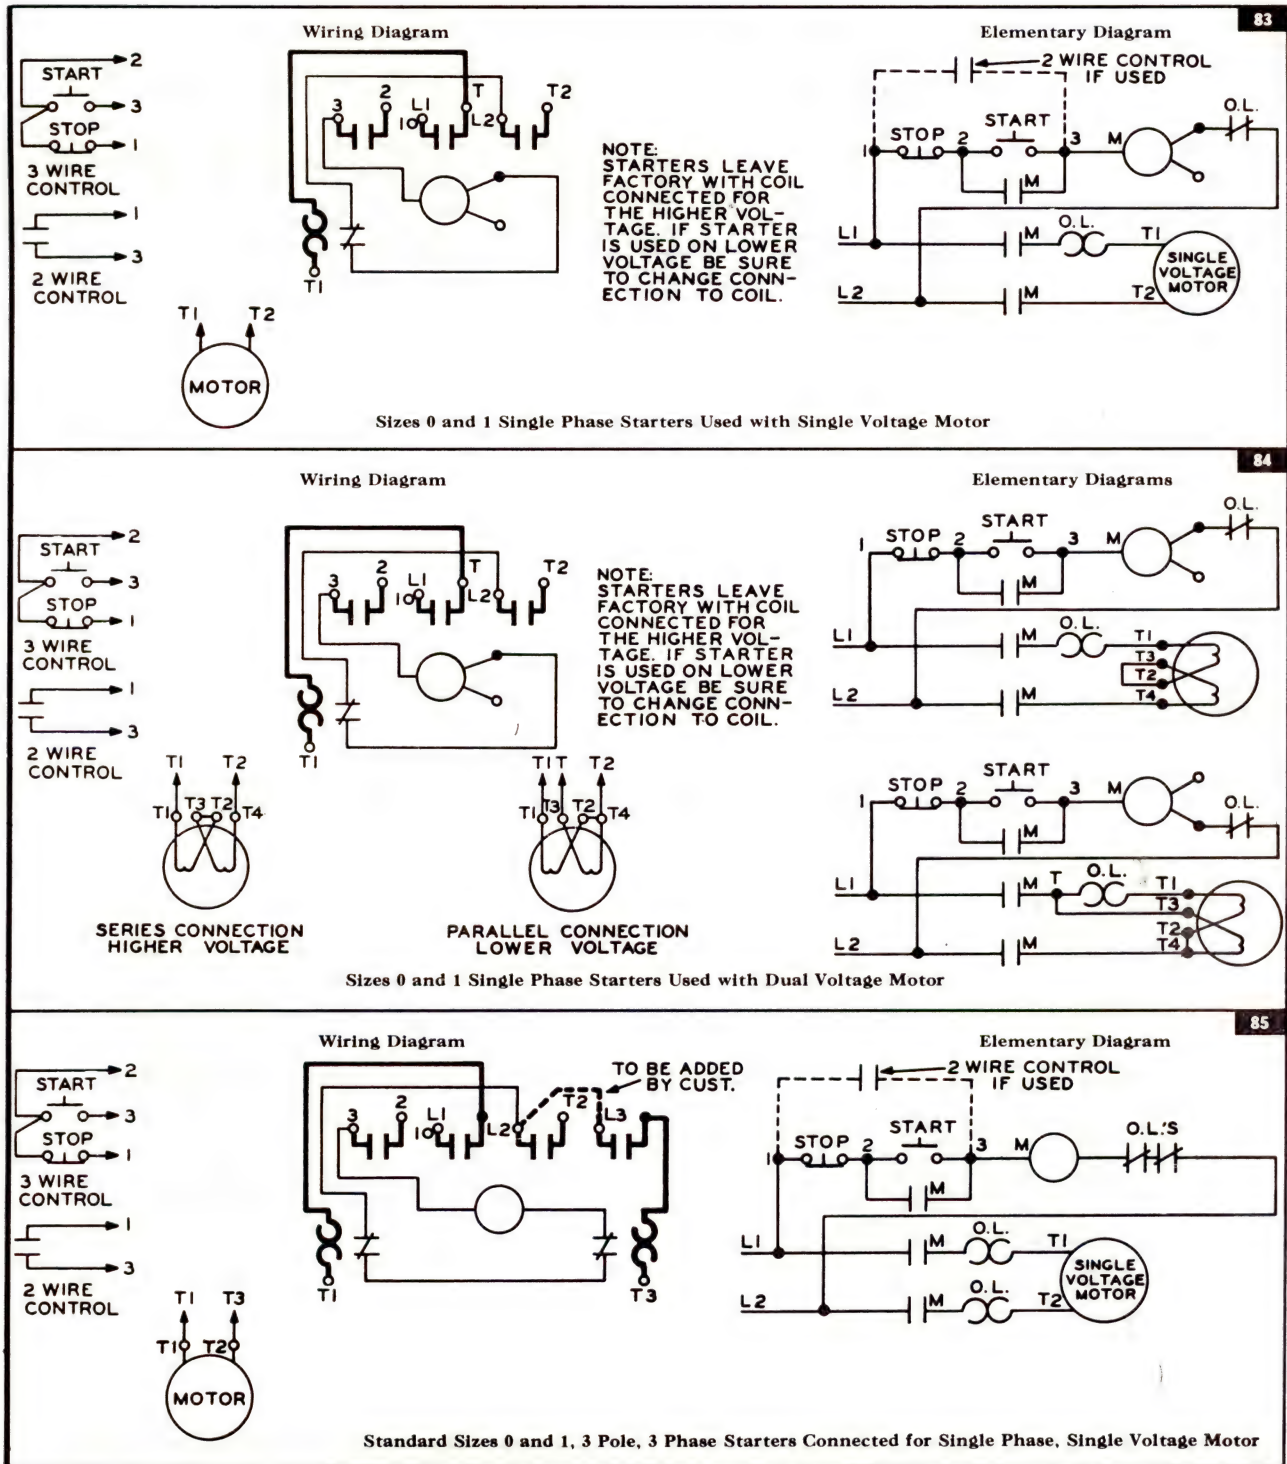 83
Wiring Diagram
Elementary Diagram
2
START
3
STOP
1
3 WIRE
CONTROL
1
3
2 WIRE
CONTROL
T1 T2
MOTOR
3 2 L1 T T2
1 L2
T1
NOTE:
STARTERS LEAVE
FACTORY WITH COIL
CONNECTED FOR
THE HIGHER VOL-
TAGE. IF STARTER
IS USED ON LOWER
VOLTAGE BE SURE
TO CHANGE CONN-
ECTION TO COIL.
2 WIRE CONTROL
IF USED
O.L.
START
1 STOP 2 3 M
M
O.L.
L1 M T1
SINGLE
VOLTAGE
MOTOR
L2 M T2
Sizes 0 and 1 Single Phase Starters Used with Single Voltage Motor
84
Wiring Diagram
Elementary Diagrams
2
START
3
STOP
1
3 WIRE
CONTROL
1
3
2 WIRE
CONTROL
3 2 L1 T T2
1 L2
T1
NOTE:
STARTERS LEAVE
FACTORY WITH COIL
CONNECTED FOR
THE HIGHER VOL-
TAGE. IF STARTER
IS USED ON LOWER
VOLTAGE BE SURE
TO CHANGE CONN-
ECTION TO COIL.
T1 T2
T1 T3 T2 T4
SERIES CONNECTION
HIGHER VOLTAGE
T1 T T2
T1 T3 T2 T4
PARALLEL CONNECTION
LOWER VOLTAGE
O.L.
START
1 STOP 2 3 M
M
O.L.
L1 M T1
T3
T2
L2 M T4
START
1 STOP 2 3 M
O.L.
M
O.L.
L1 M T T1
T3
T2
L2 M T4
Sizes 0 and 1 Single Phase Starters Used with Dual Voltage Motor
85
Wiring Diagram
Elementary Diagram
2
START
3
STOP
1
3 WIRE
CONTROL
1
3
2 WIRE
CONTROL
T1 T3
T1 T2
MOTOR
TO BE ADDED
BY CUST.
3 2 L1 T2 L3
1 L2
T1 T3
2 WIRE CONTROL
IF USED
START O.L.'S
1 STOP 2 3 M
M
O.L.
L1 M T1
SINGLE
VOLTAGE
MOTOR
O.L.
L2 M T2
Standard Sizes 0 and 1, 3 Pole, 3 Phase Starters Connected for Single Phase, Single Voltage Motor